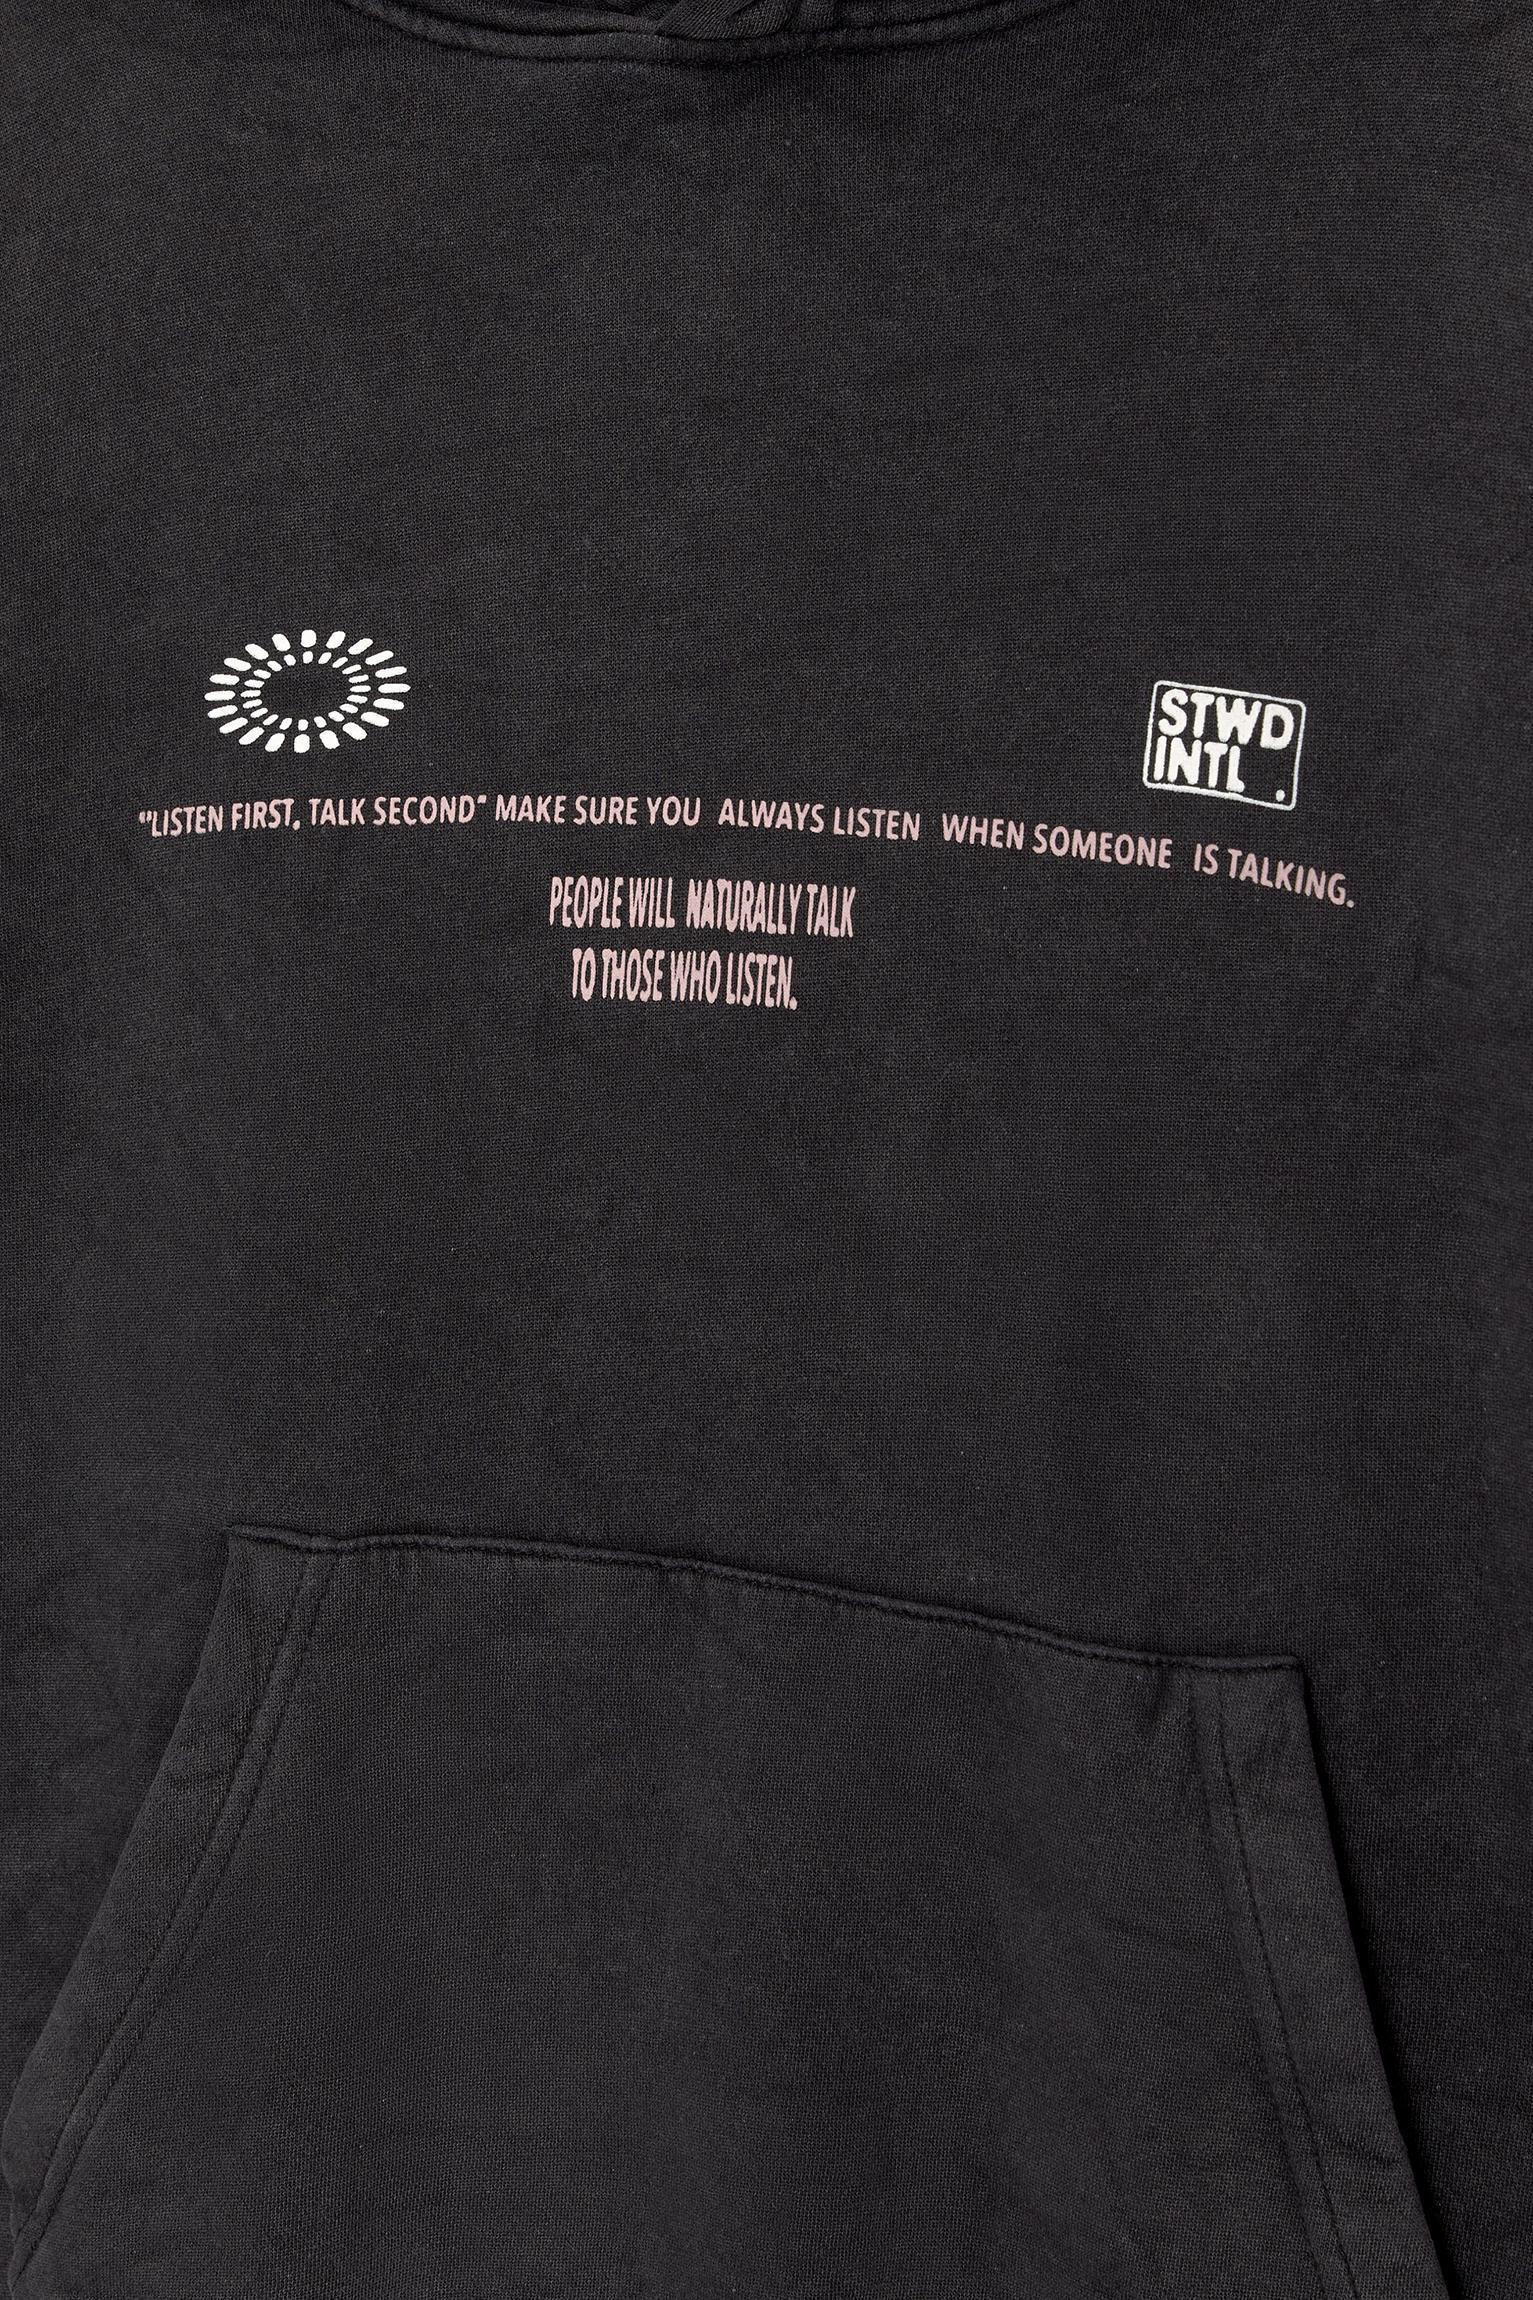 STWD
INTL .
"LISTEN FIRST, TALK SECOND" MAKE SURE YOU ALWAYS LISTEN WHEN SOMEONE IS TALKING.
PEOPLE WILL NATURALLY TALK
TO THOSE WHO LISTEN.